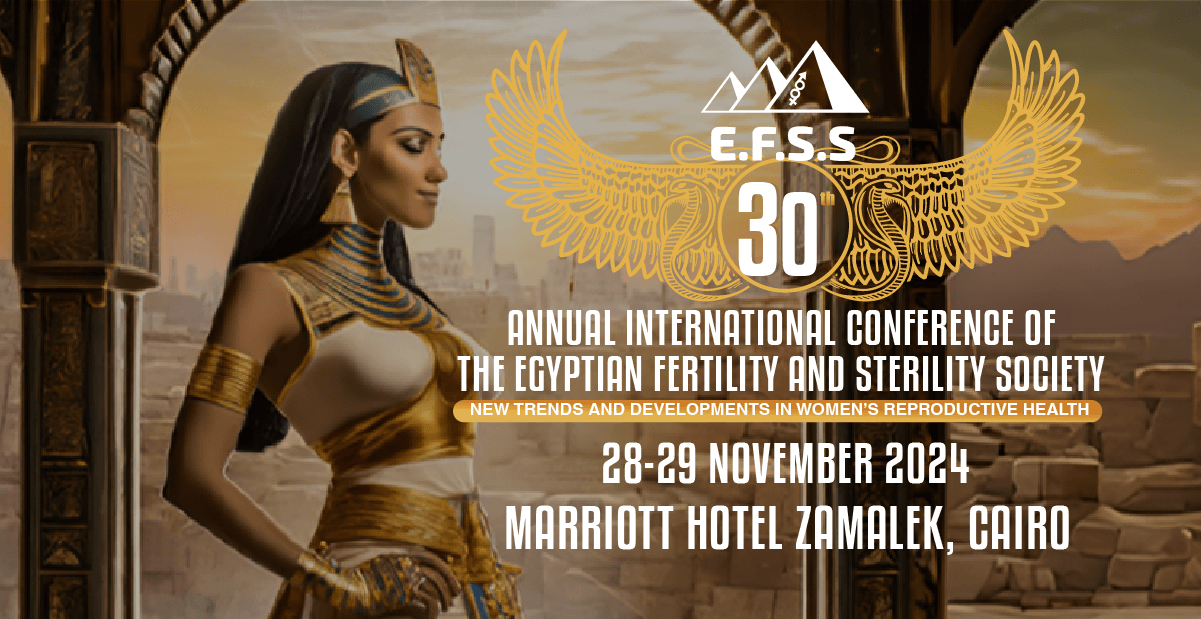 E.F.S.S
30th
ANNUAL INTERNATIONAL CONFERENCE OF
THE EGYPTIAN FERTILITY AND STERILITY SOCIETY
NEW TRENDS AND DEVELOPMENTS IN WOMEN'S REPRODUCTIVE HEALTH
28-29 NOVEMBER 2024
MARRIOTT HOTEL ZAMALEK, CAIRO